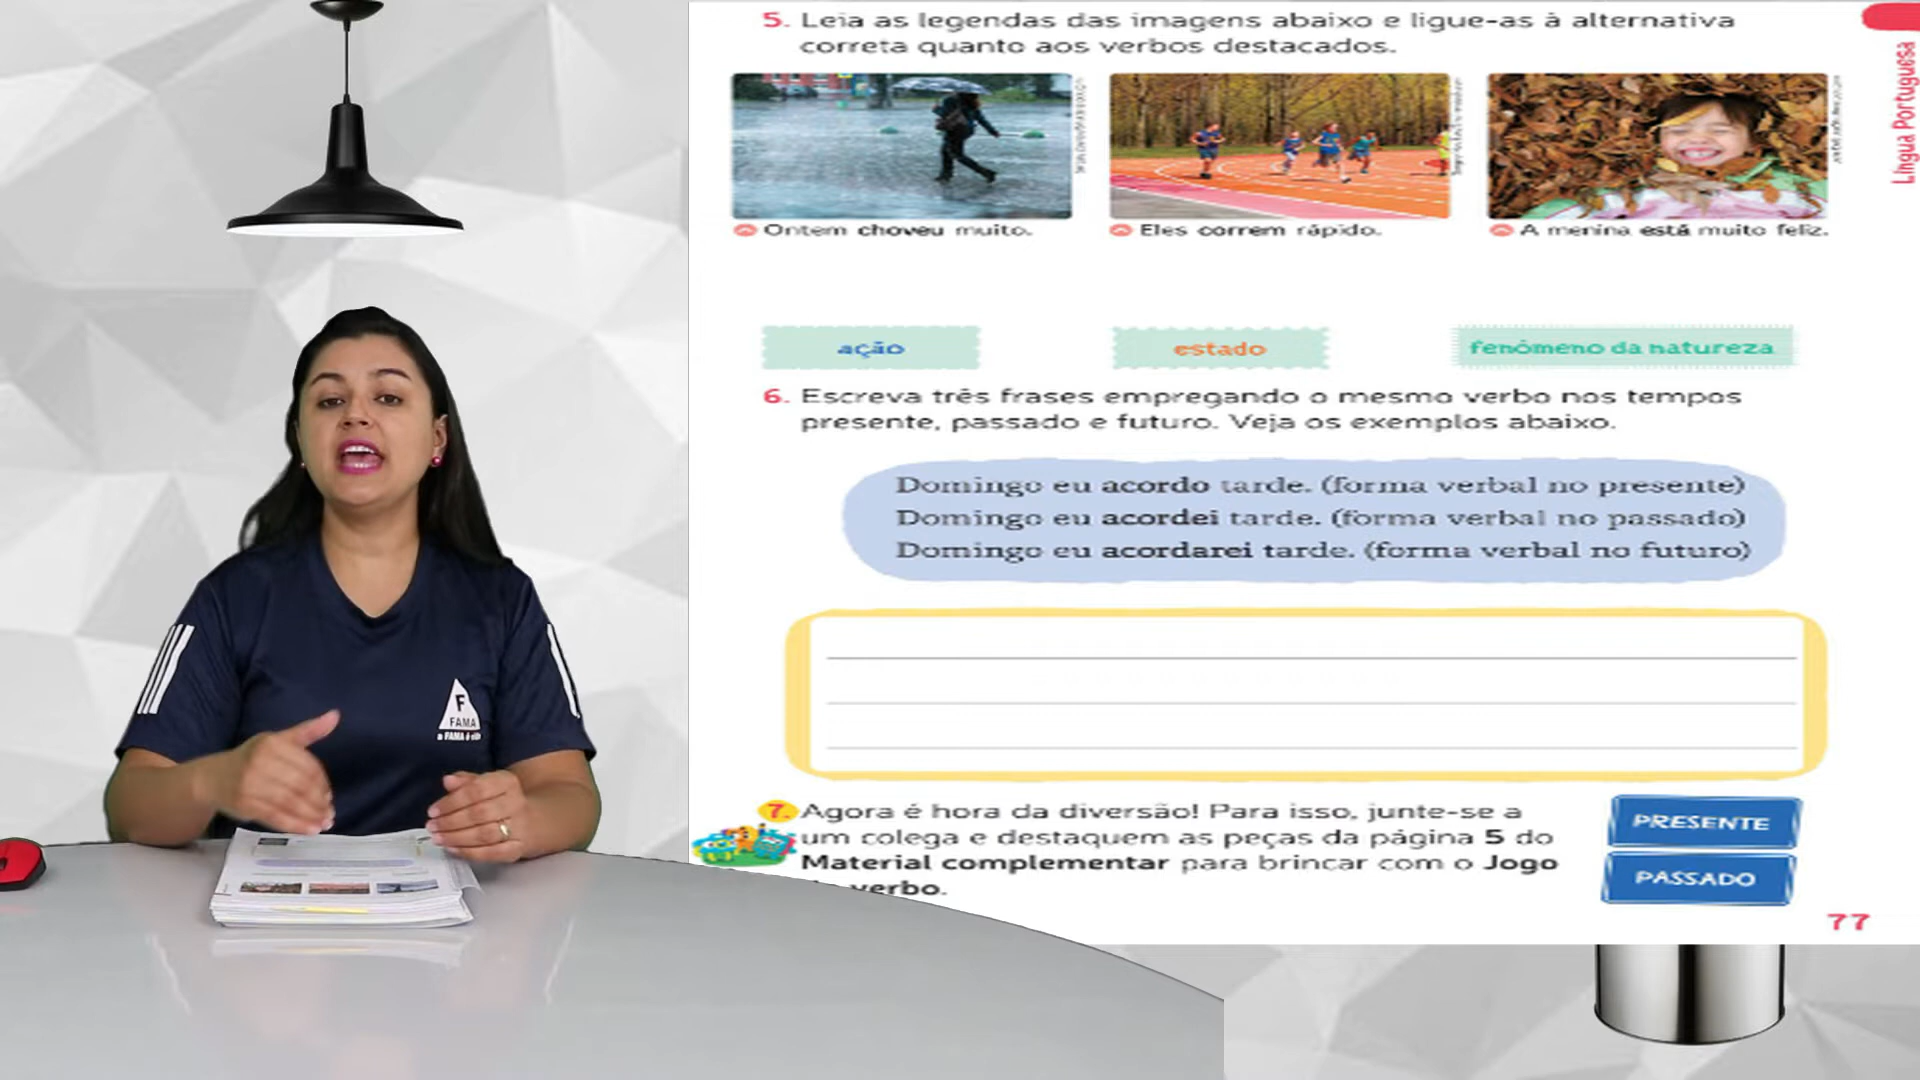 5. Leia as legendas das imagens abaixo e ligue-as à alternativa
correta quanto aos verbos destacados.
Língua Portuguesa
Ontem choveu muito.
Eles correm rápido.
A menina está muito feliz.
ação
estado
fenômeno da natureza
6. Escreva três frases empregando o mesmo verbo nos tempos
presente, passado e futuro. Veja os exemplos abaixo.
Domingo eu acordo tarde. (forma verbal no presente)
Domingo eu acordei tarde. (forma verbal no passado)
Domingo eu acordarei tarde. (forma verbal no futuro)
7. Agora é hora da diversão! Para isso, junte-se a
um colega e destaquem as peças da página 5 do
Material complementar para brincar com o Jogo
verbo.
PRESENTE
PASSADO
77
F
FAMA
a FAMA é